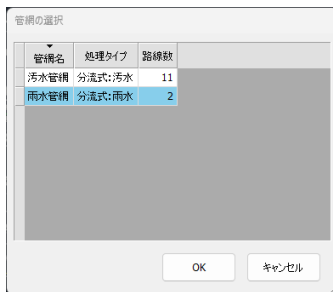 管網の選択
管網名 処理タイプ 路線数
汚水管網 分流式:汚水 11
雨水管網 分流式:雨水 2
OK キャンセル